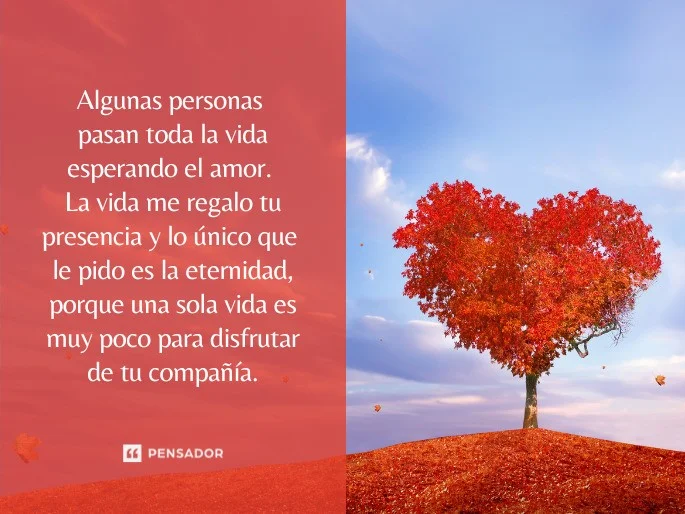 Algunas personas
pasan toda la vida
esperando el amor.
La vida me regalo tu
presencia y lo único que
le pido es la eternidad,
porque una sola vida es
muy poco para disfrutar
de tu compañía.
PENSADOR